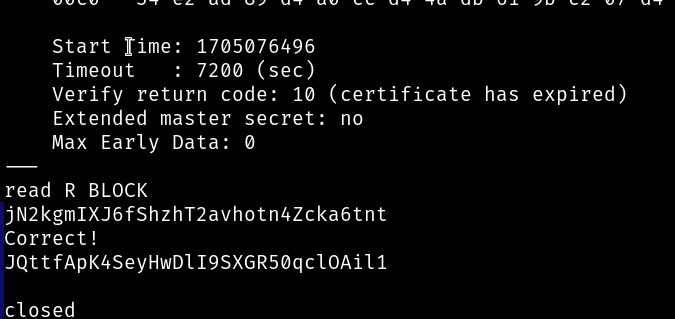 Start Time: 1705076496
Timeout   : 7200 (sec)
Verify return code: 10 (certificate has expired)
Extended master secret: no
Max Early Data: 0
---
read R BLOCK
jN2kgmIXJ6fShzhT2avhotn4Zcka6tnt
Correct!
JQttfApK4SeyHwDlI9SXGR50qclOAil1
closed